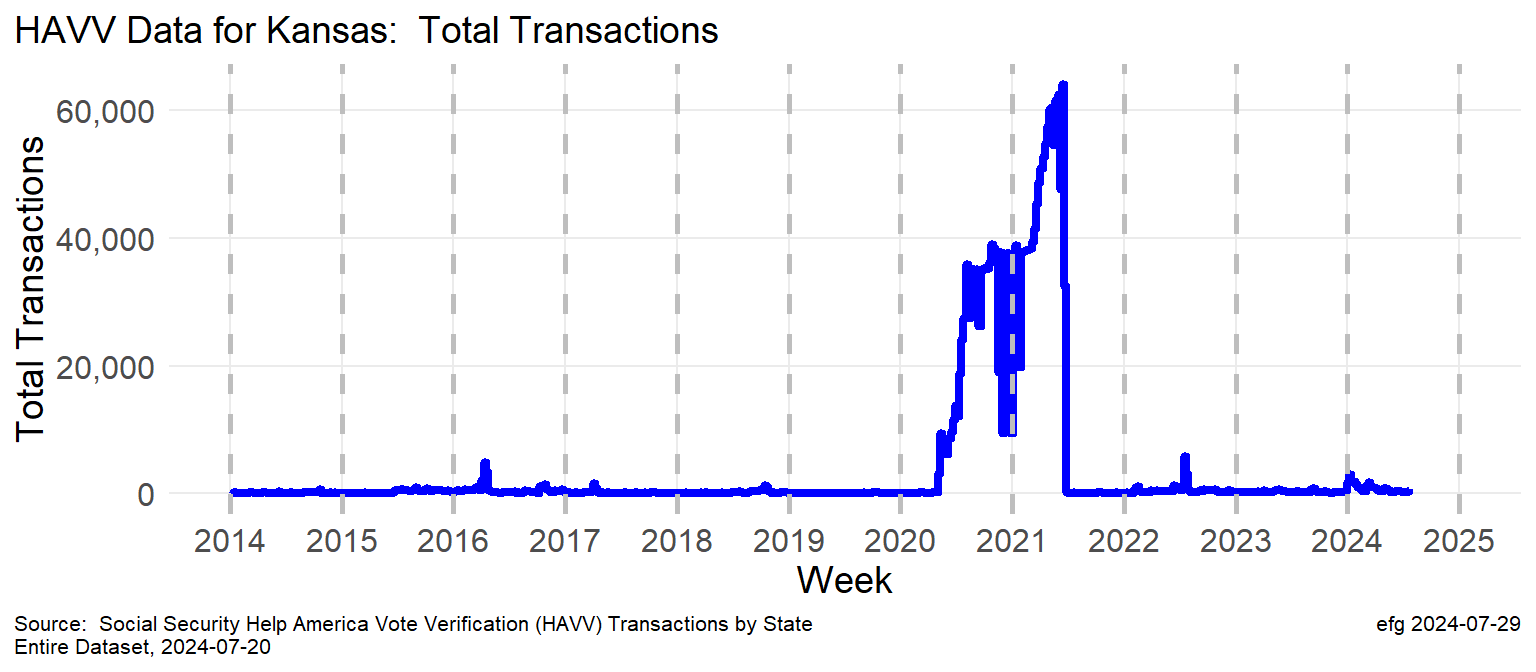 HAVV Data for Kansas:  Total Transactions
Total Transactions
60,000
40,000
20,000
0
2014 2015 2016 2017 2018 2019 2020 2021 2022 2023 2024 2025
Week
Source:  Social Security Help America Vote Verification (HAVV) Transactions by State
Entire Dataset, 2024-07-20
efg 2024-07-29